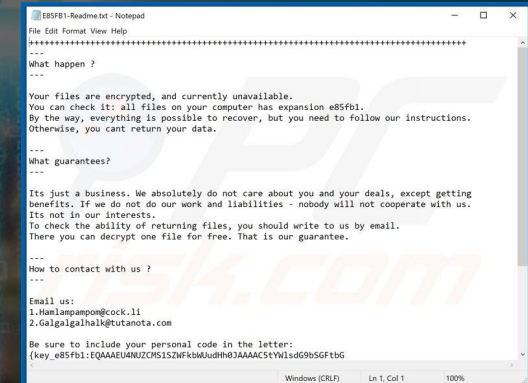 E85FB1-Readme.txt - Notepad
File Edit Format View Help
++++++++++++++++++++++++++++++++++++++++++++++++++++++++++++++++++++++++++++++++++++
---
What happen ?
---
Your files are encrypted, and currently unavailable.
You can check it: all files on your computer has expansion e85fb1.
By the way, everything is possible to recover, but you need to follow our instructions.
Otherwise, you cant return your data.
---
What guarantees?
---
Its just a business. We absolutely do not care about you and your deals, except getting
benefits. If we do not do our work and liabilities - nobody will not cooperate with us.
Its not in our interests.
To check the ability of returning files, you should write to us by email.
There you can decrypt one file for free. That is our guarantee.
---
How to contact with us ?
---
Email us:
1.Hamlampampom@cock.li
2.Galgalgalhalk@tutanota.com
Be sure to include your personal code in the letter:
{key_e85fb1:EQAAAEU4NUZCMS1SZWFkbWUudHh0JAAAAC5tYWlsdG9bSGFtbG
Windows (CRLF)
Ln 1, Col 1
100%
PC
risk.com